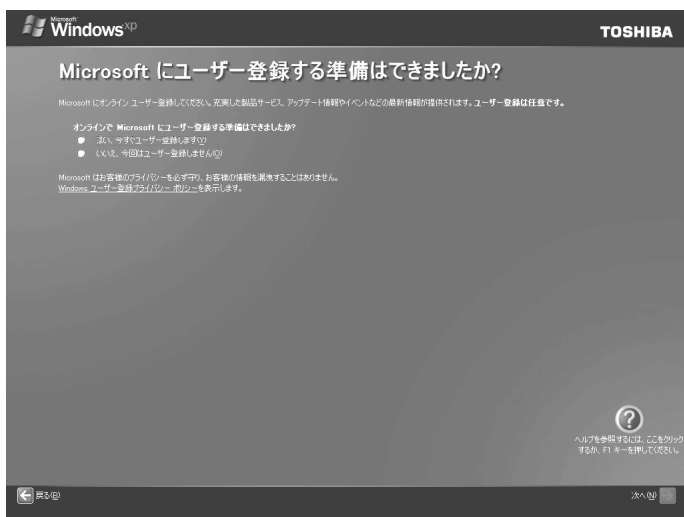 Microsoft
Windows xp
TOSHIBA
Microsoft にユーザー登録する準備はできましたか?
Microsoft にオンライン ユーザー登録してください。充実した製品サービス、アップデート情報やイベントなどの最新情報が提供されます。ユーザー登録は任意です。
オンラインで Microsoft にユーザー登録する準備はできましたか?
はい、今すぐユーザー登録します(Y)
いいえ、今回はユーザー登録しません(O)
Microsoft はお客様のプライバシーを必ず守り、お客様の情報を漏洩することはありません。
Windows ユーザー登録プライバシー ポリシーを表示します。
ヘルプを参照するには、ここをクリック
するか、F1 キーを押してください。
戻る(B)
次へ(N)